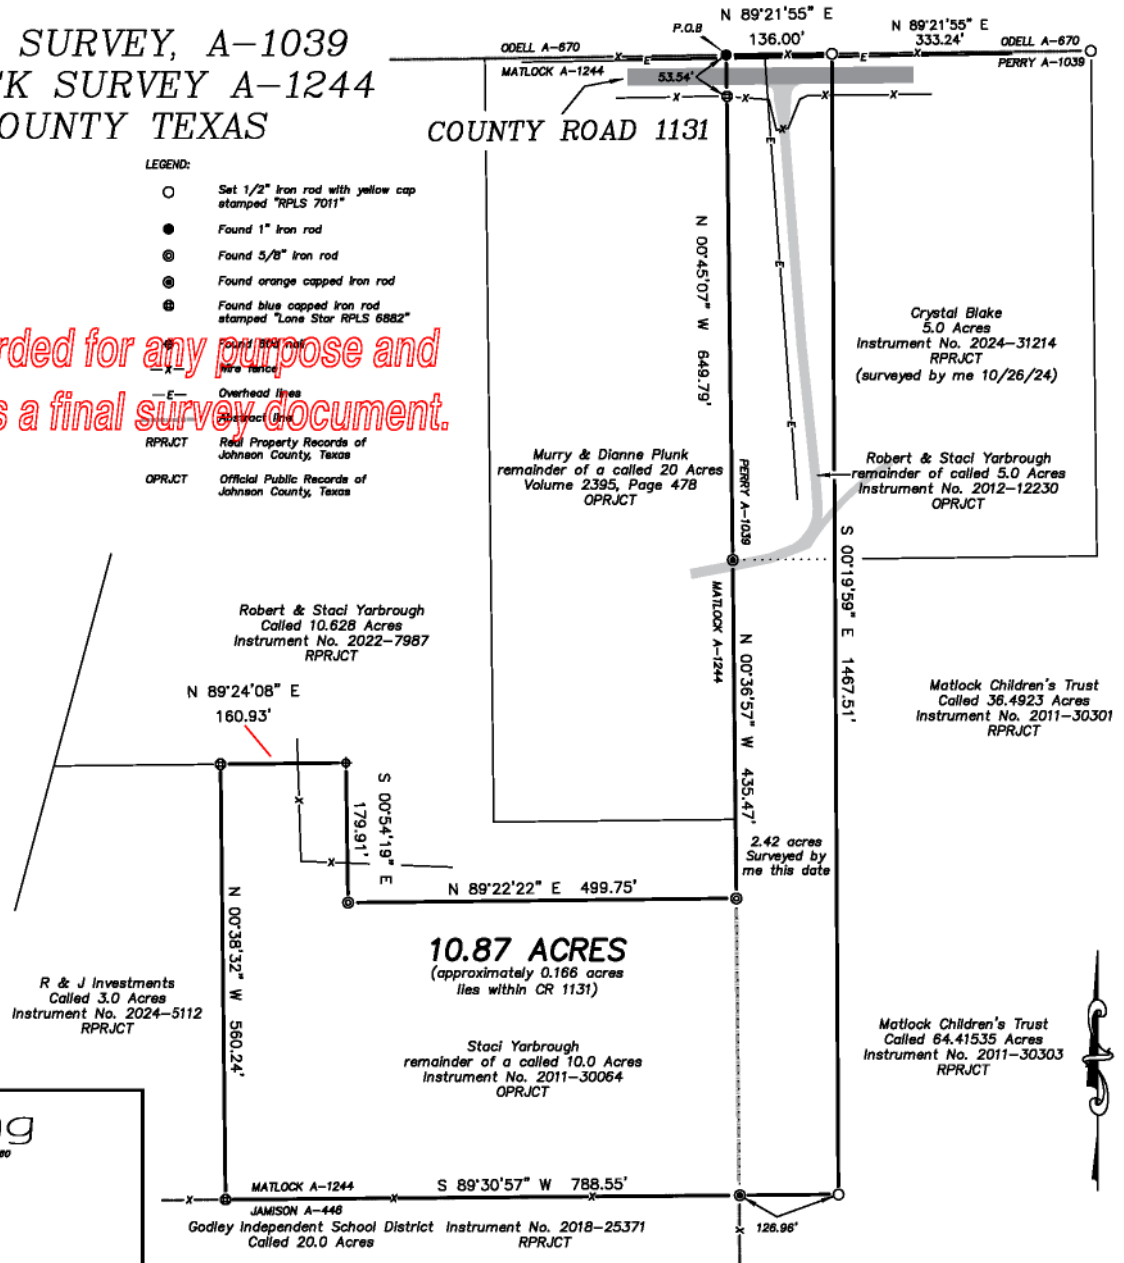 SURVEY, A-1039
K SURVEY A-1244
OUNTY TEXAS
N 89°21'55" E
136.00'
N 89°21'55" E
333.24'
P.O.B
ODELL A-670
MATLOCK A-1244
ODELL A-670
PERRY A-1039
53.54'
COUNTY ROAD 1131
LEGEND:
Set 1/2" iron rod with yellow cap
stamped "RPLS 7011"
Found 1" iron rod
Found 5/8" iron rod
Found orange capped iron rod
Found blue capped iron rod
stamped "Lone Star RPLS 6882"
Found 60d nail
X Wire fence
E Overhead lines
Abstract line
RPRJCT Real Property Records of
Johnson County, Texas
OPRJCT Official Public Records of
Johnson County, Texas
rded for any purpose and
s a final survey document.
N 00°45'07" W 649.79'
Crystal Blake
5.0 Acres
Instrument No. 2024-31214
RPRJCT
(surveyed by me 10/26/24)
Murry & Dianne Plunk
remainder of a called 20 Acres
Volume 2395, Page 478
OPRJCT
PERRY A-1039
MATLOCK A-1244
Robert & Staci Yarbrough
remainder of called 5.0 Acres
Instrument No. 2012-12230
OPRJCT
S 00°19'59" E 1467.51'
Robert & Staci Yarbrough
Called 10.628 Acres
Instrument No. 2022-7987
RPRJCT
N 00°36'57" W 435.47'
N 89°24'08" E
160.93'
Matlock Children's Trust
Called 36.4923 Acres
Instrument No. 2011-30301
RPRJCT
S 00°54'19" E
179.91'
2.42 acres
Surveyed by
me this date
N 89°22'22" E 499.75'
N 00°38'32" W 560.24'
10.87 ACRES
(approximately 0.166 acres
lies within CR 1131)
R & J Investments
Called 3.0 Acres
Instrument No. 2024-5112
RPRJCT
Staci Yarbrough
remainder of a called 10.0 Acres
Instrument No. 2011-30064
OPRJCT
Matlock Children's Trust
Called 64.41535 Acres
Instrument No. 2011-30303
RPRJCT
g
MATLOCK A-1244
JAMISON A-446
S 89°30'57" W 788.55'
126.96'
Godley Independent School District Instrument No. 2018-25371
Called 20.0 Acres RPRJCT